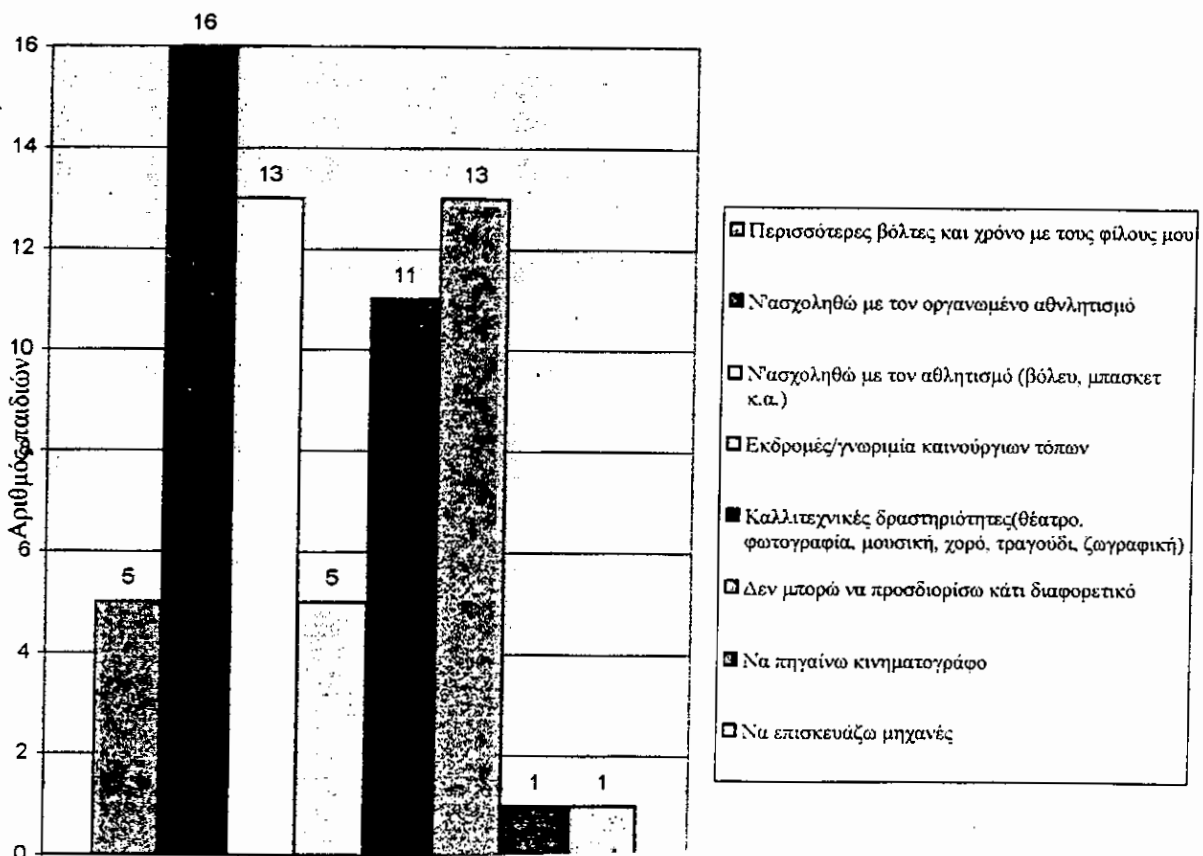 16
16
14
13
13
12
11
10
8
6
5
5
4
2
1
1
0
Αριθμός παιδιών
Περισσότερες βόλτες και χρόνο με τους φίλους μου
Ν'ασχοληθώ με τον οργανωμένο αθνλητισμό
Ν'ασχοληθώ με τον αθλητισμό (βόλευ, μπασκετ
κ.α.)
Εκδρομές/γνωριμία καινούργιων τόπων
Καλλιτεχνικές δραστηριότητες(θέατρο.
φωτογραφία, μουσική, χορό, τραγούδι, ζωγραφική)
Δεν μπορώ να προσδιορίσω κάτι διαφορετικό
Να πηγαίνω κινηματογράφο
Να επισκευάζω μηχανές